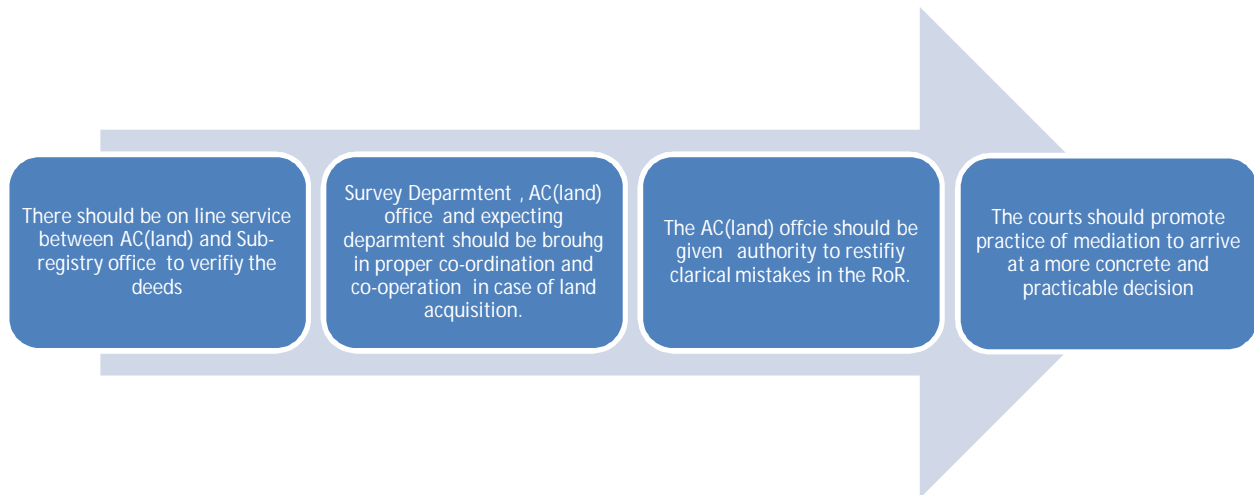 There should be on line service
between AC(land) and Sub-
registry office to verifiy the
deeds
Survey Deparmtent , AC(land)
office and expecting
deparmtent should be brouhg
in proper co-ordination and
co-operation in case of land
acquisition.
The AC(land) offcie should be
given authority to restifiy
clarical mistakes in the RoR.
The courts should promote
practice of mediation to arrive
at a more concrete and
practicable decision